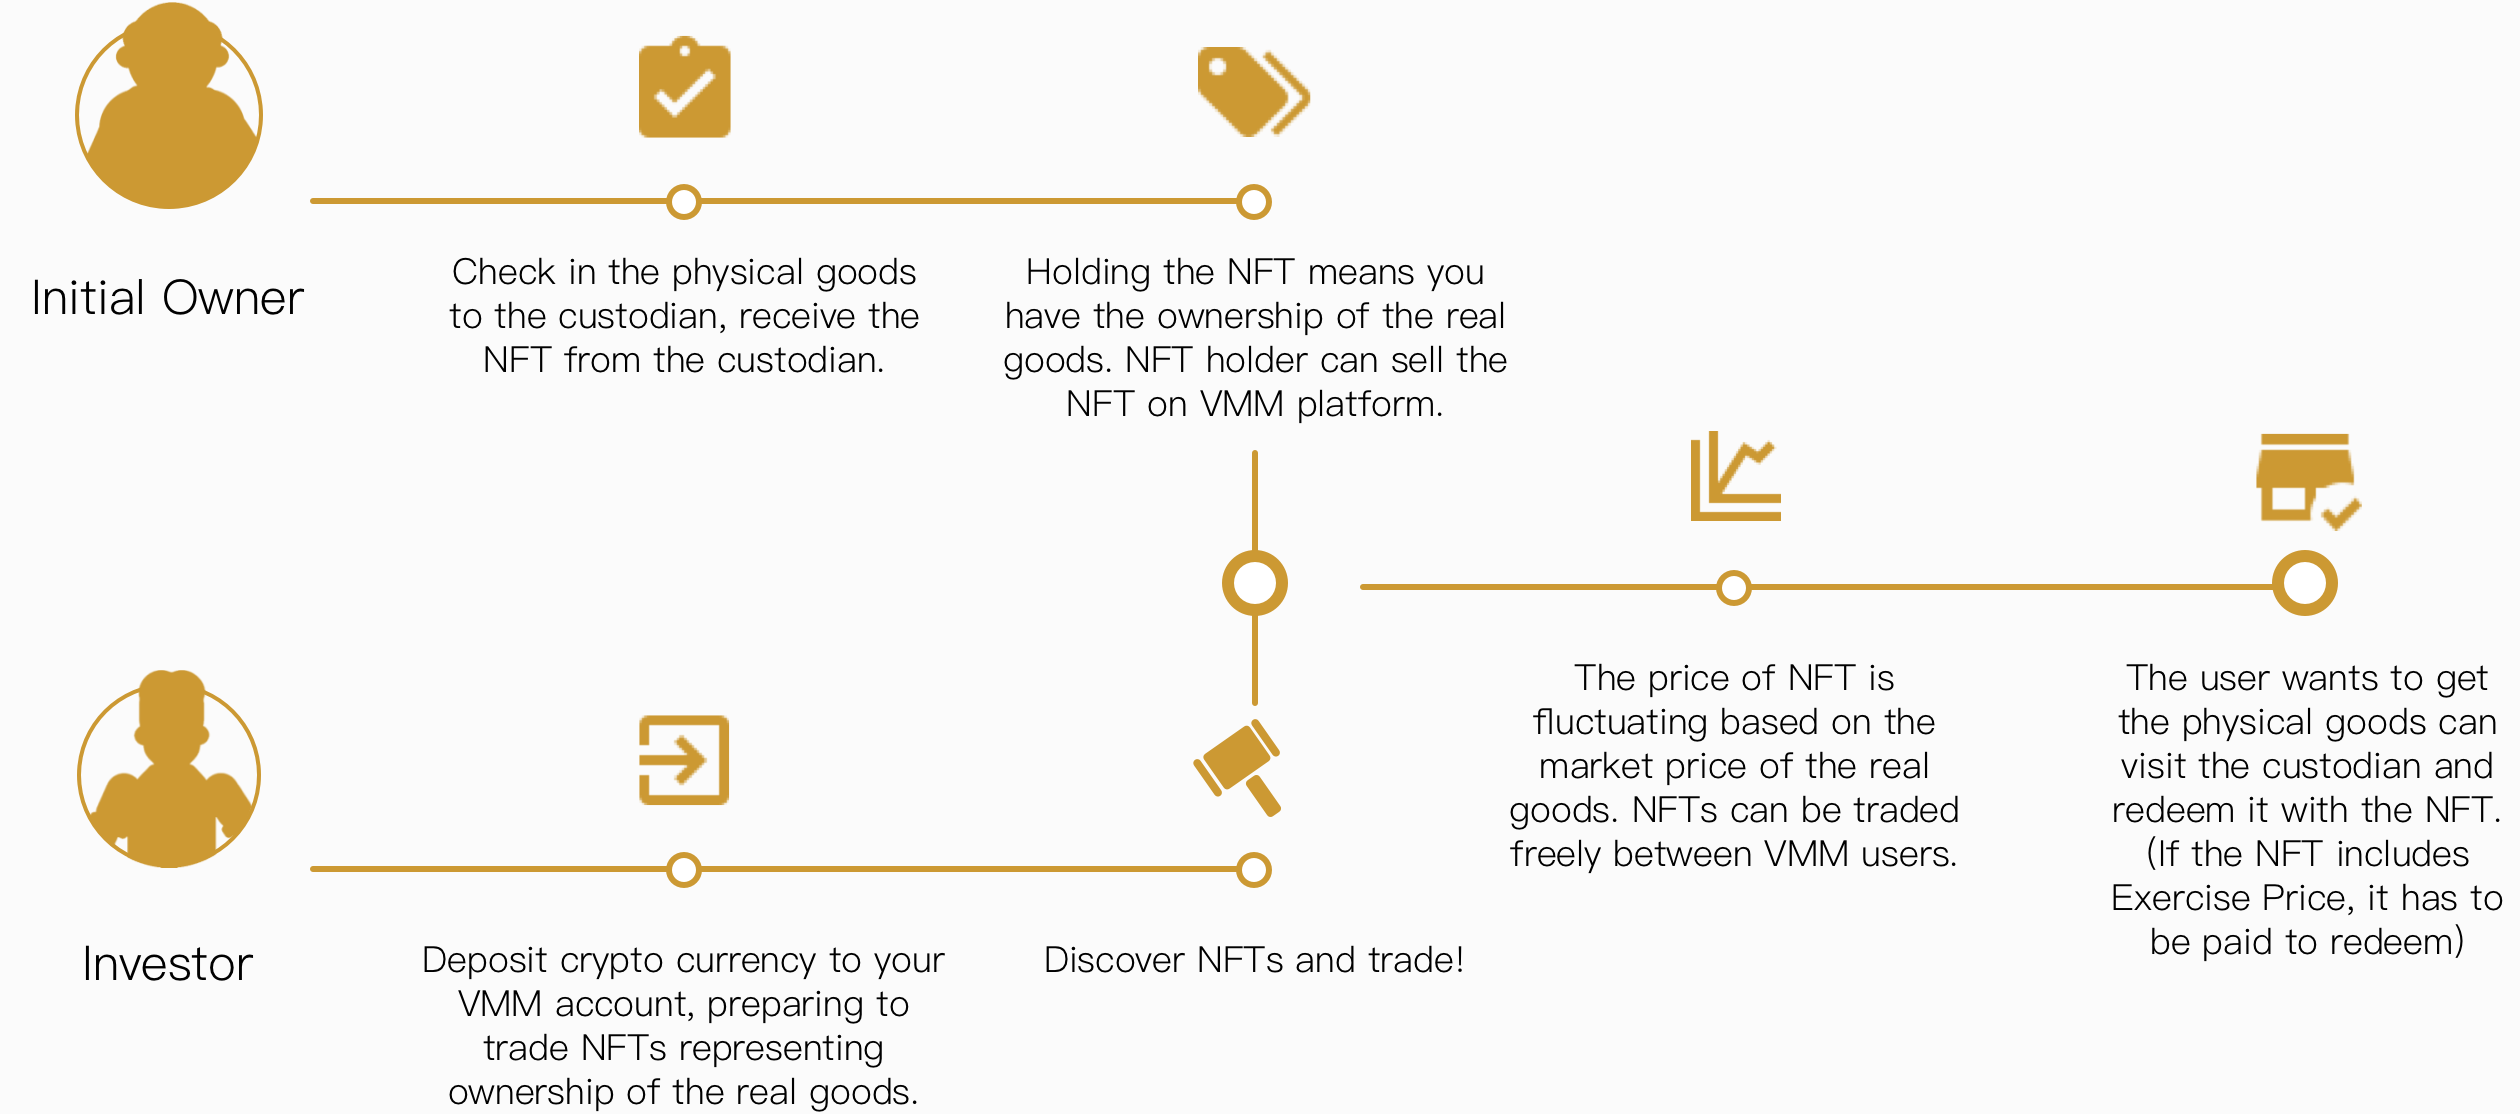 Initial Owner
Check in the physical goods
to the custodian, receive the
NFT from the custodian.
Holding the NFT means you
have the ownership of the real
goods. NFT holder can sell the
NFT on VMM platform.
Investor
Deposit crypto currency to your
VMM account, preparing to
trade NFTs representing
ownership of the real goods.
Discover NFTs and trade!
The price of NFT is
fluctuating based on the
market price of the real
goods. NFTs can be traded
freely between VMM users.
The user wants to get
the physical goods can
visit the custodian and
redeem it with the NFT.
(If the NFT includes
Exercise Price, it has to
be paid to redeem)